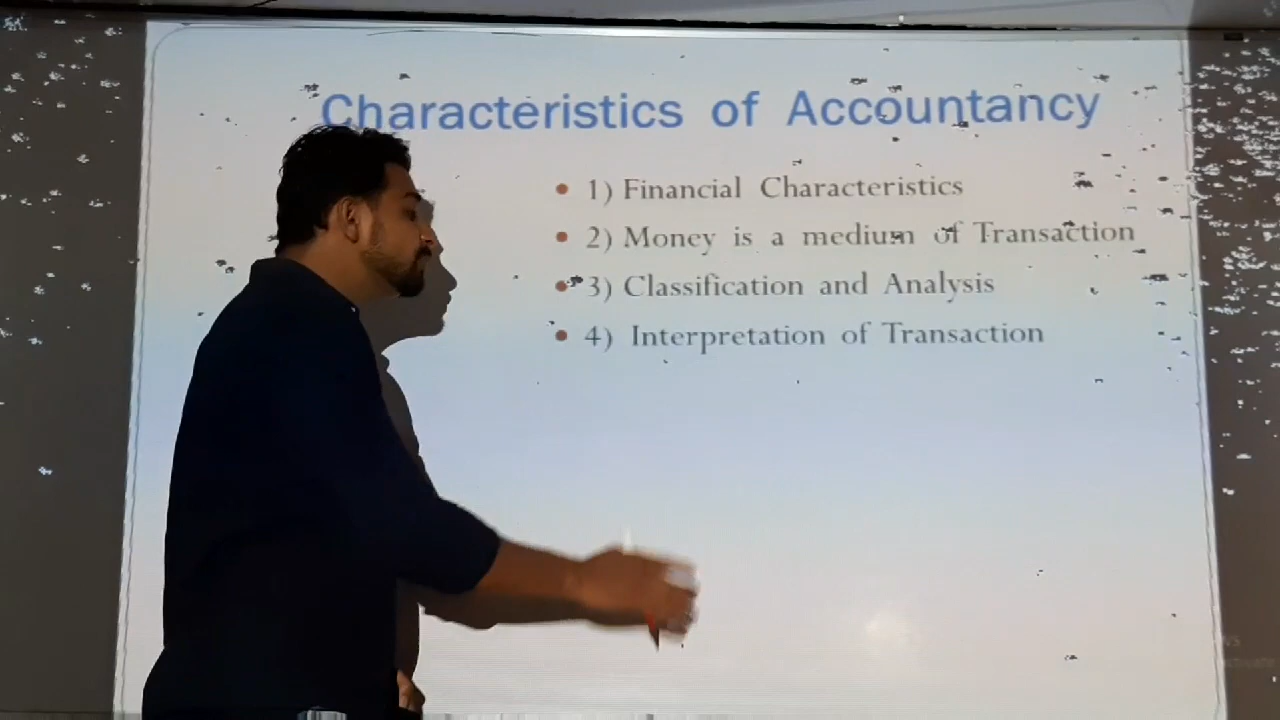 Characteristics of Accountancy
• 1) Financial Characteristics
• 2) Money is a medium of Transaction
• 3) Classification and Analysis
• 4) Interpretation of Transaction